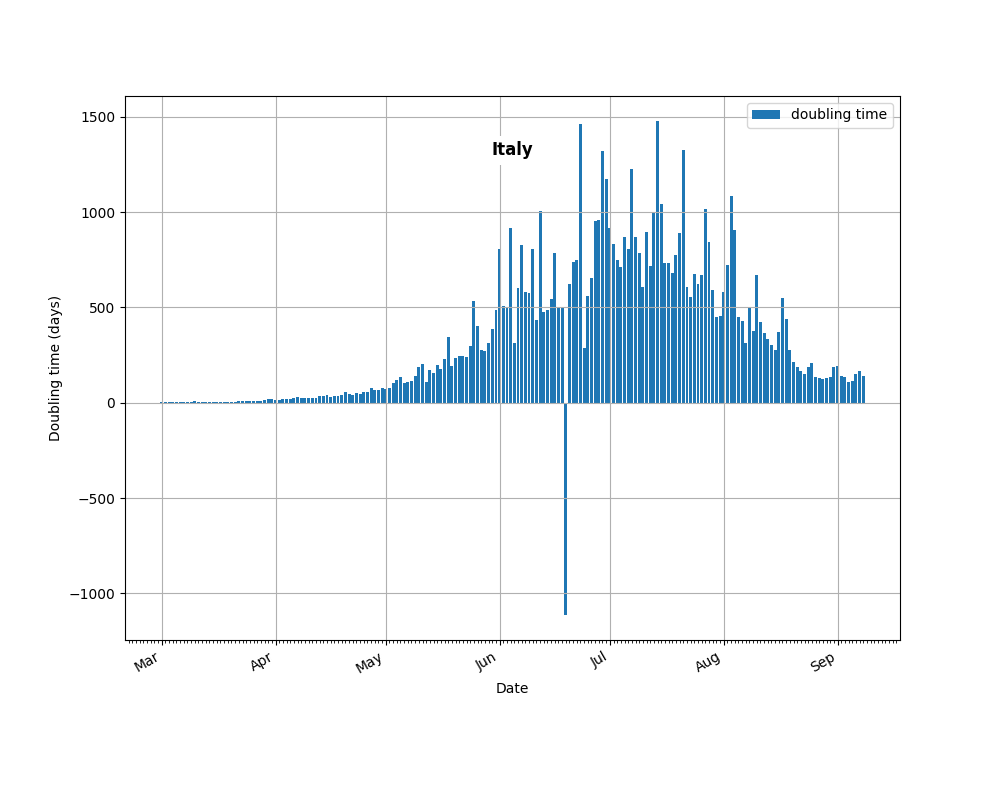 doubling time
Italy
1500
1000
500
0
−500
−1000
Doubling time (days)
Mar Apr May Jun Jul Aug Sep
Date